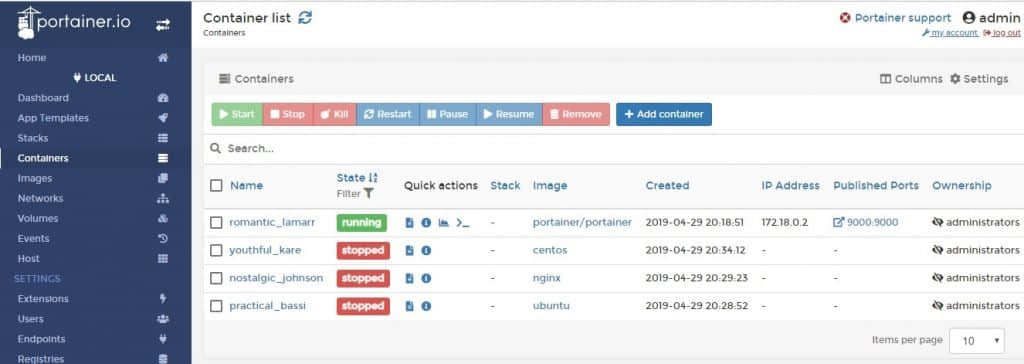 portainer.io
Home
LOCAL
Dashboard
App Templates
Stacks
Containers
Images
Networks
Volumes
Events
Host
SETTINGS
Extensions
Users
Endpoints
Registries
Container list
Containers
Portainer support admin
my account log out
Containers
Columns Settings
Start Stop Kill Restart Pause Resume Remove Add container
Search...
Name State Filter Quick actions Stack Image Created IP Address Published Ports Ownership
romantic_lamarr running - portainer/portainer 2019-04-29 20:18:51 172.18.0.2 9000:9000 administrators
youthful_kare stopped - centos 2019-04-29 20:34:12 - - administrators
nostalgic_johnson stopped - nginx 2019-04-29 20:29:23 - - administrators
practical_bassi stopped - ubuntu 2019-04-29 20:28:52 - - administrators
Items per page 10